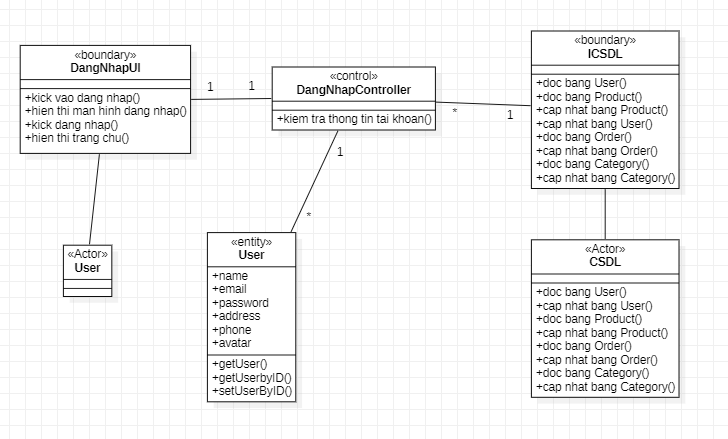 «boundary»
DangNhapUI
+kick vao dang nhap()
+hien thi man hinh dang nhap()
+kick dang nhap()
+hien thi trang chu()
1
1
«control»
DangNhapController
+kiem tra thong tin tai khoan()
*
1
«boundary»
ICSDL
+doc bang User()
+doc bang Product()
+cap nhat bang Product()
+cap nhat bang User()
+doc bang Order()
+cap nhat bang Order()
+doc bang Category()
+cap nhat bang Category()
1
*
«Actor»
User
«entity»
User
+name
+email
+password
+address
+phone
+avatar
+getUser()
+getUserbyID()
+setUserByID()
«Actor»
CSDL
+doc bang User()
+cap nhat bang User()
+doc bang Product()
+cap nhat bang Product()
+doc bang Order()
+cap nhat bang Order()
+doc bang Category()
+cap nhat bang Category()